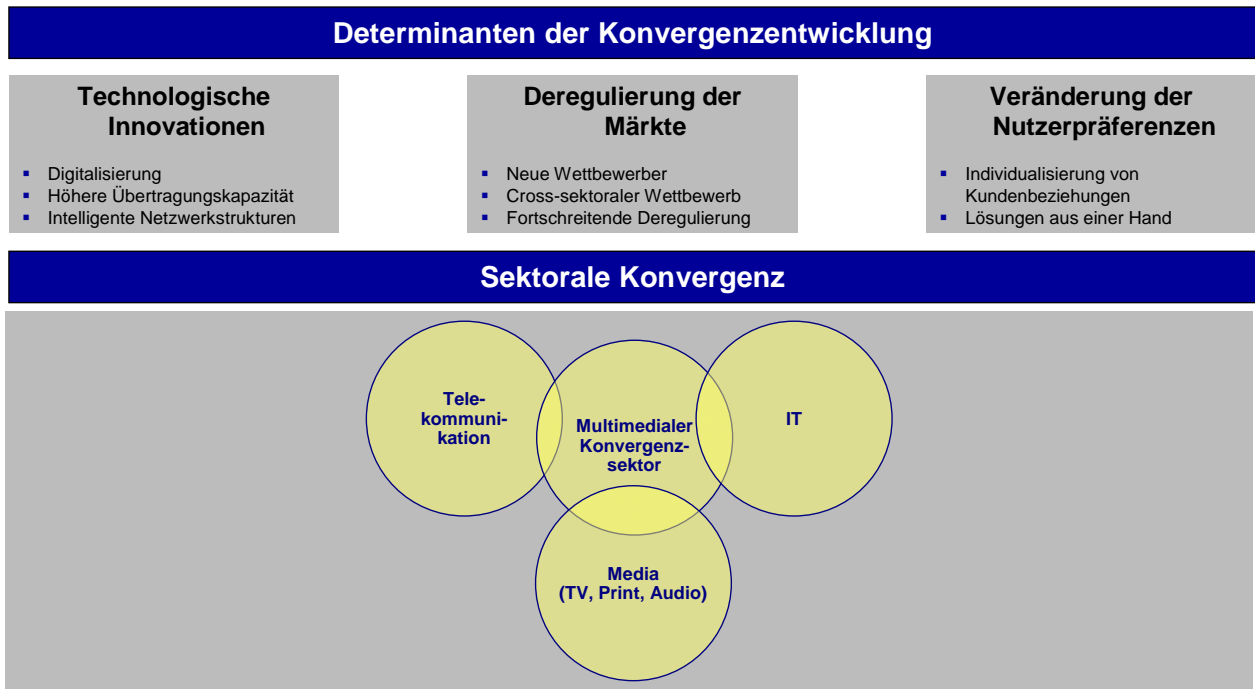 Determinanten der Konvergenzentwicklung
Technologische
Innovationen
▪ Digitalisierung
▪ Höhere Übertragungskapazität
▪ Intelligente Netzwerkstrukturen
Deregulierung der
Märkte
▪ Neue Wettbewerber
▪ Cross-sektoraler Wettbewerb
▪ Fortschreitende Deregulierung
Veränderung der
Nutzerpräferenzen
▪ Individualisierung von
Kundenbeziehungen
▪ Lösungen aus einer Hand
Sektorale Konvergenz
Tele-
kommuni-
kation
Multimedialer
Konvergenz-
sektor
IT
Media
(TV, Print, Audio)